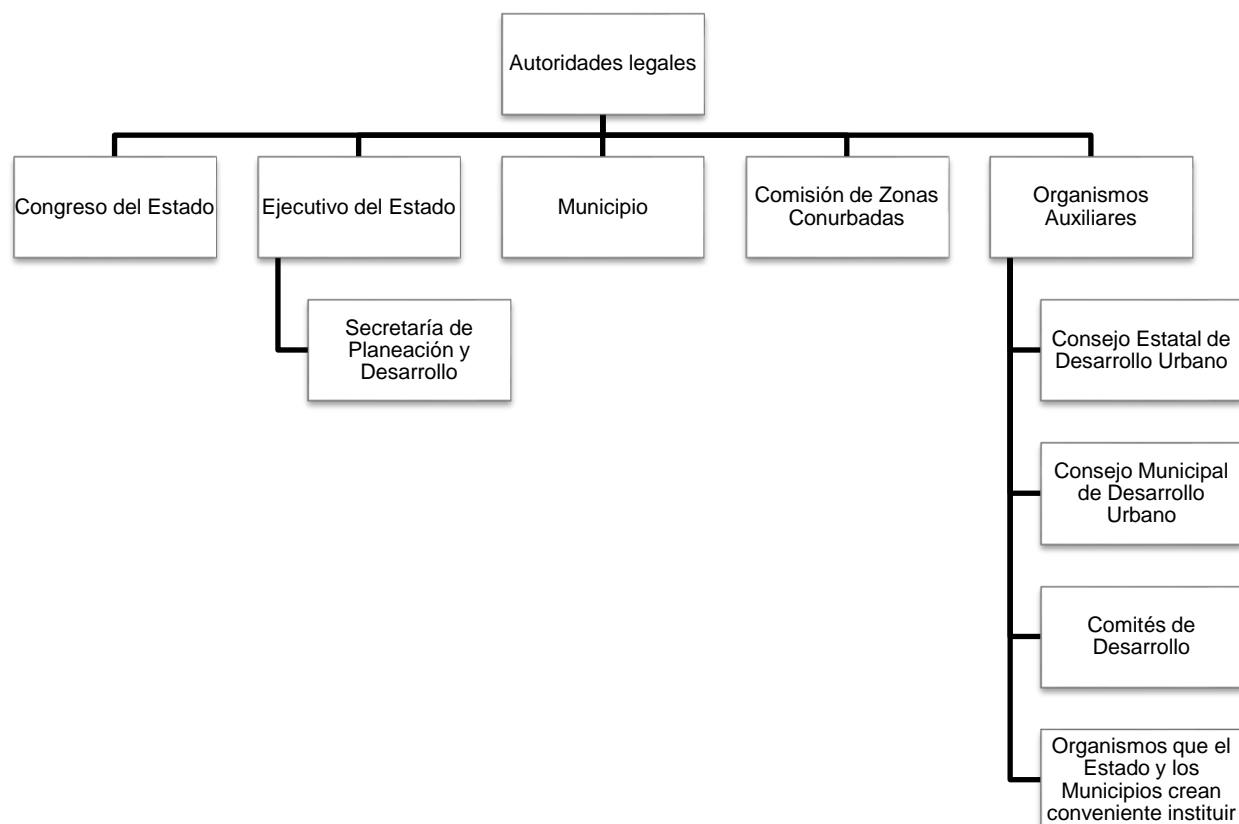 Autoridades legales
Congreso del Estado
Ejecutivo del Estado
Municipio
Comisión de Zonas
Conurbadas
Organismos
Auxiliares
Secretaría de
Planeación y
Desarrollo
Consejo Estatal de
Desarrollo Urbano
Consejo Municipal
de Desarrollo
Urbano
Comités de
Desarrollo
Organismos que el
Estado y los
Municipios crean
conveniente instituir